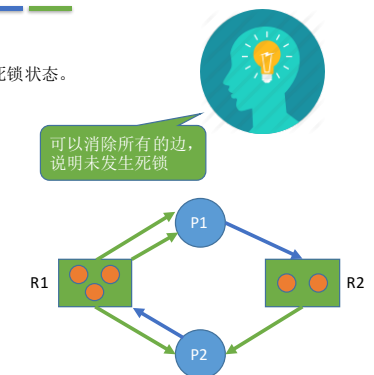 死锁状态。
可以消除所有的边，
说明未发生死锁
P1
R1
R2
P2